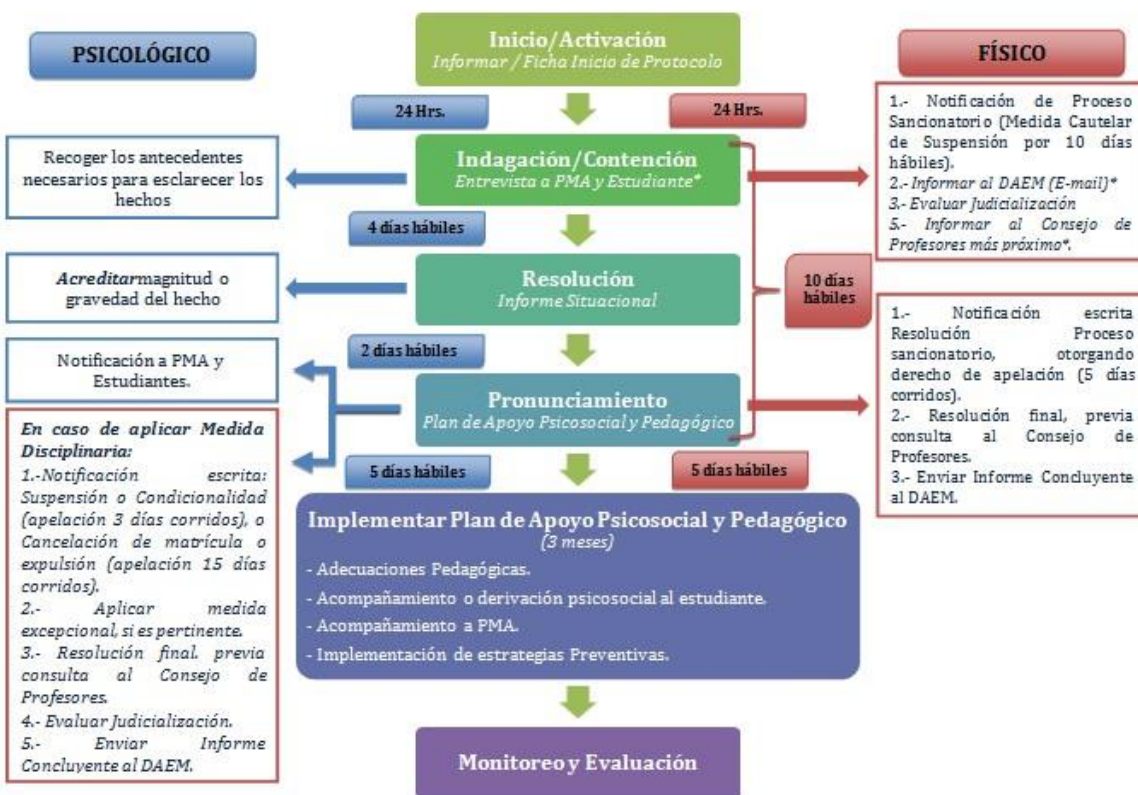 PSICOLÓGICO
Inicio/Activación
Informar / Ficha Inicio de Protocolo
FÍSICO
24 Hrs.
24 Hrs.
Recoger los antecedentes
necesarios para esclarecer los
hechos
Indagación/Contención
Entrevista a PMA y Estudiante*
1.- Notificación de Proceso
Sancionatorio (Medida Cautelar
de Suspensión por 10 días
hábiles).
2.- Informar al DAEM (E-mail)*
3.- Evaluar Judicialización
5.- Informar al Consejo de
Profesores más próximo*.
4 días hábiles
Acreditarmagnitud o
gravedad del hecho
Resolución
Informe Situacional
10 días
hábiles
2 días hábiles
Notificación a PMA y
Estudiantes.
Pronunciamiento
Plan de Apoyo Psicosocial y Pedagógico
1.- Notificación escrita
Resolución Proceso
sancionatorio, otorgando
derecho de apelación (5 días
corridos).
2.- Resolución final, previa
consulta al Consejo de
Profesores.
3.- Enviar Informe Concluyente
al DAEM.
5 días hábiles
5 días hábiles
En caso de aplicar Medida
Disciplinaria:
1.-Notificación escrita:
Suspensión o Condicionalidad
(apelación 3 días corridos), o
Cancelación de matrícula o
expulsión (apelación 15 días
corridos).
2.- Aplicar medida
excepcional, si es pertinente.
3.- Resolución final. previa
consulta al Consejo de
Profesores.
4.- Evaluar Judicialización.
5.- Enviar Informe
Concluyente al DAEM.
Implementar Plan de Apoyo Psicosocial y Pedagógico
(3 meses)
- Adecuaciones Pedagógicas.
- Acompañamiento o derivación psicosocial al estudiante.
- Acompañamiento a PMA.
- Implementación de estrategias Preventivas.
Monitoreo y Evaluación